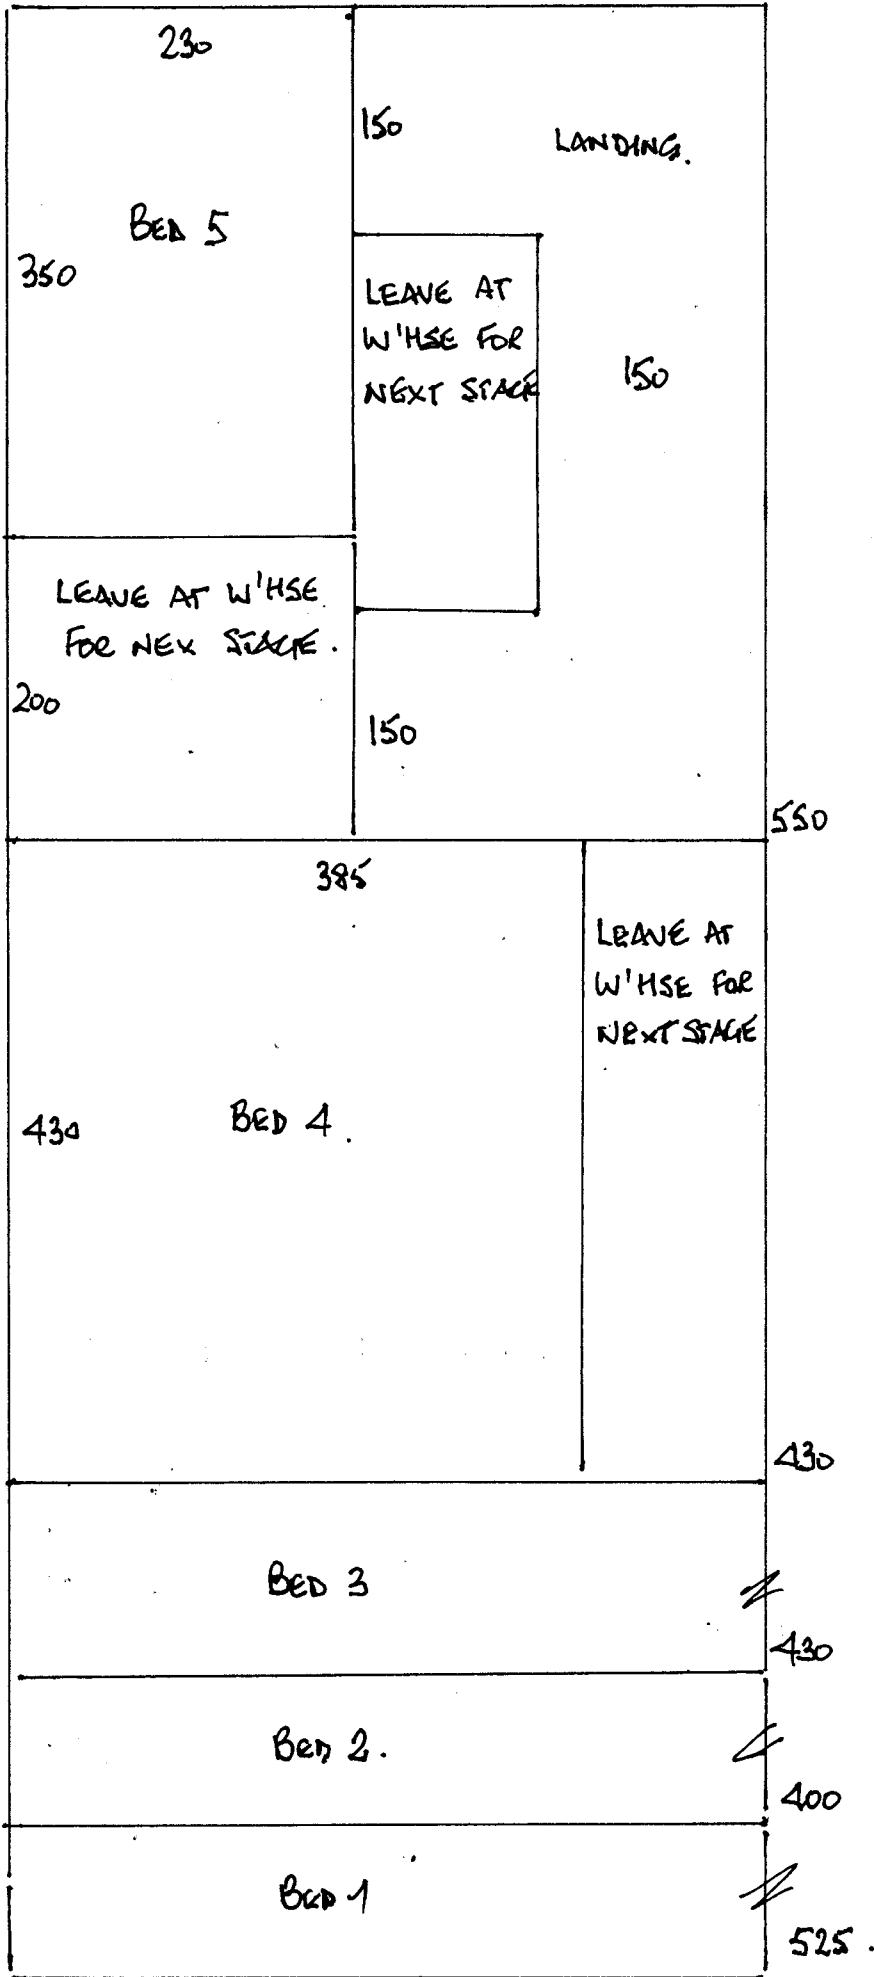 230
150
LANDING.
BED 5
350
LEAVE AT
W'HSE FOR
NEXT STAGE
150
LEAVE AT W'HSE
FOR NEX STAGE.
200
150
550
385
LEAVE AT
W'HSE FOR
NEXT STAGE
430
BED 4
430
BED 3
430
BED 2.
400
BED 1
525.